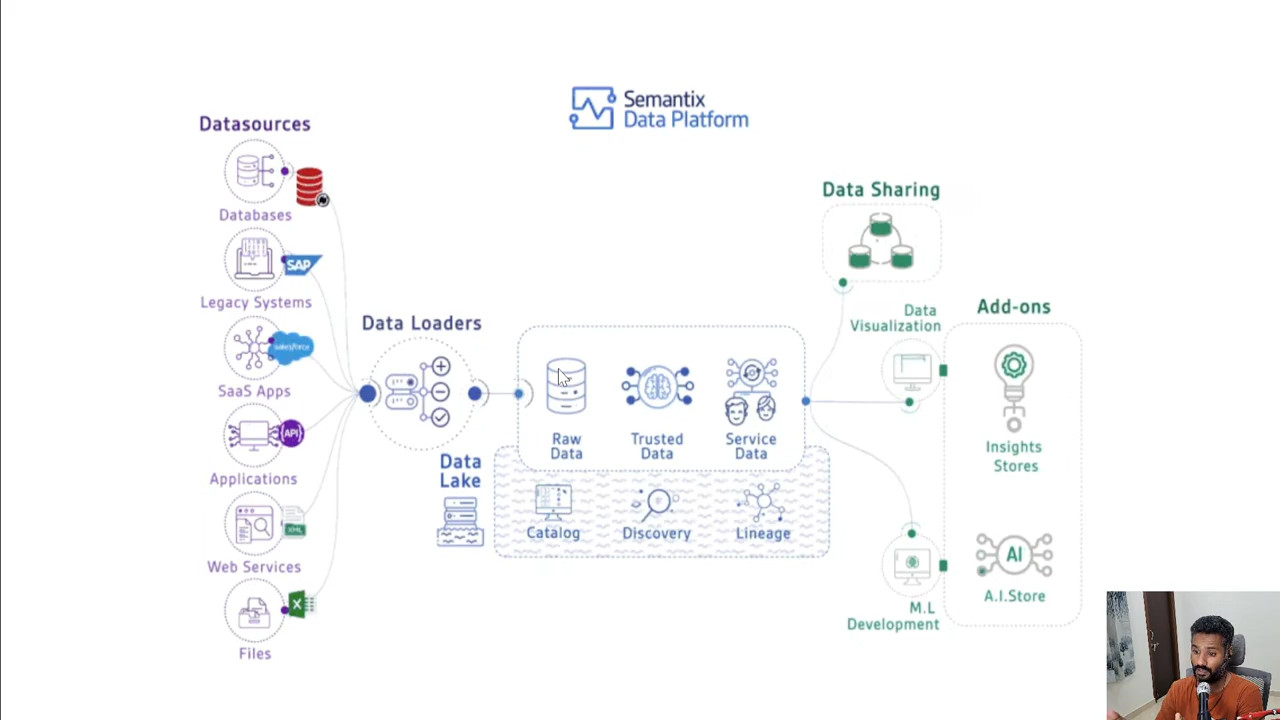 Semantix
Data Platform
Datasources
Databases
SAP
Legacy Systems
salesforce
SaaS Apps
API
Applications
XML
Web Services
X
Files
Data Loaders
Data
Lake
Raw
Data
Trusted
Data
Service
Data
Catalog
Discovery
Lineage
Data Sharing
Data
Visualization
M.L
Development
Add-ons
Insights
Stores
AI
A.I.Store